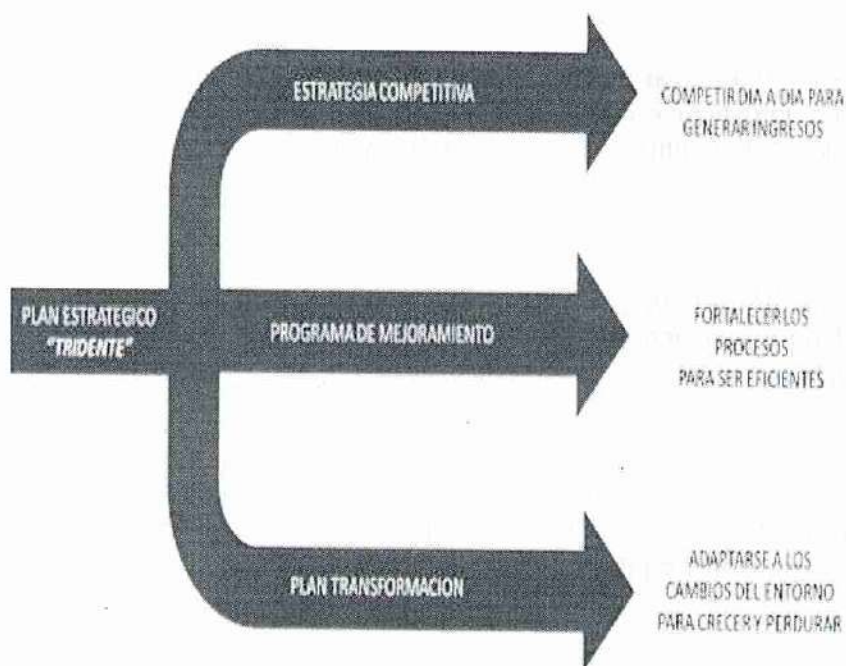 ESTRATEGIA COMPETITIVA
COMPETIR DIA A DIA PARA
GENERAR INGRESOS
PLAN ESTRATEGICO
"TRIDENTE"
PROGRAMA DE MEJORAMIENTO
FORTALECER LOS
PROCESOS
PARA SER EFICIENTES
PLAN TRANSFORMACION
ADAPTARSE A LOS
CAMBIOS DEL ENTORNO
PARA CRECER Y PERDURAR